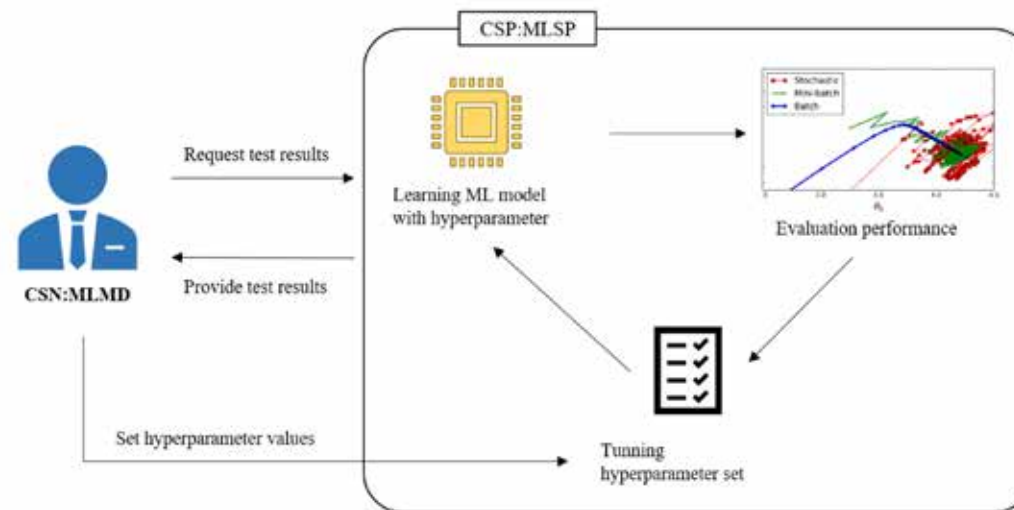 CSP:MLSP
Stochastic
Mini-batch
Batch
Request test results
Learning ML model
with hyperparameter
Evaluation performance
CSN:MLMD
Provide test results
Set hyperparameter values
Tunning
hyperparameter set